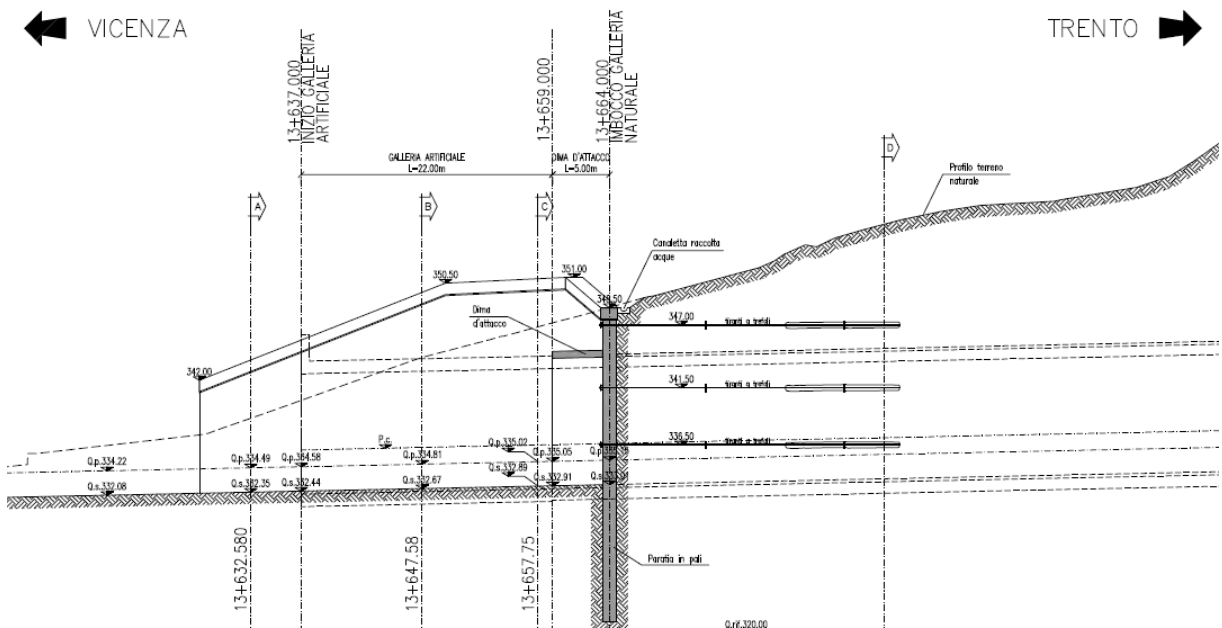 VICENZA
TRENTO
13+637.000
INIZIO GALLERIA
ARTIFICIALE
13+659.000
13+664.000
IMBOCCO GALLERIA
NATURALE
GALLERIA ARTIFICIALE
L=22.00m
DIMA D'ATTACCO
L=5.00m
D
Profilo terreno
naturale
A
B
C
Canaletta raccolta
acque
350.50
351.00
348.50
Dima
d'attacco
347.00
tiranti a trefoli
342.00
341.50
tiranti a trefoli
336.50
tiranti a trefoli
P.c.
Q.p.334.22
Q.p.334.49
Q.p.334.58
Q.p.334.81
Q.p.335.02
Q.p.335.05
Q.s.332.08
Q.s.332.35
Q.s.332.44
Q.s.332.67
Q.s.332.89
Q.s.332.91
13+632.580
13+647.58
13+657.75
Paratia in pali
Q.rif.320.00